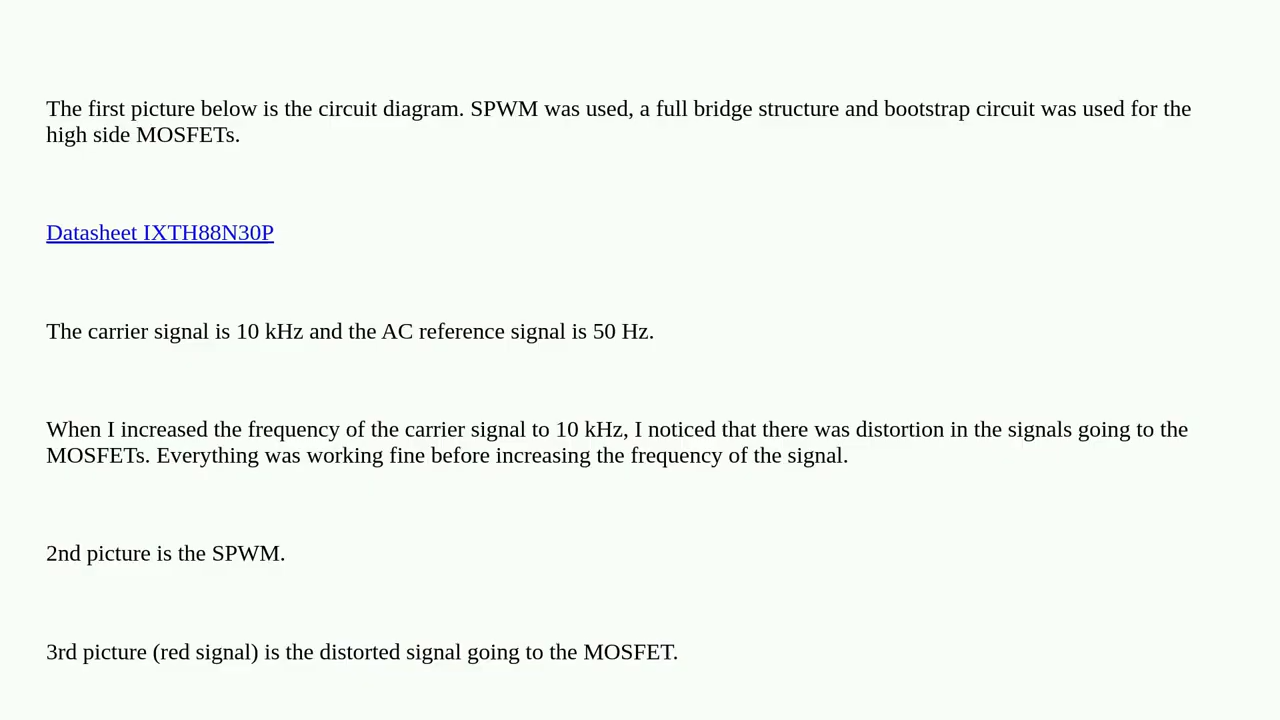 The first picture below is the circuit diagram. SPWM was used, a full bridge structure and bootstrap circuit was used for the
high side MOSFETs.
Datasheet IXTH88N30P
The carrier signal is 10 kHz and the AC reference signal is 50 Hz.
When I increased the frequency of the carrier signal to 10 kHz, I noticed that there was distortion in the signals going to the
MOSFETs. Everything was working fine before increasing the frequency of the signal.
2nd picture is the SPWM.
3rd picture (red signal) is the distorted signal going to the MOSFET.